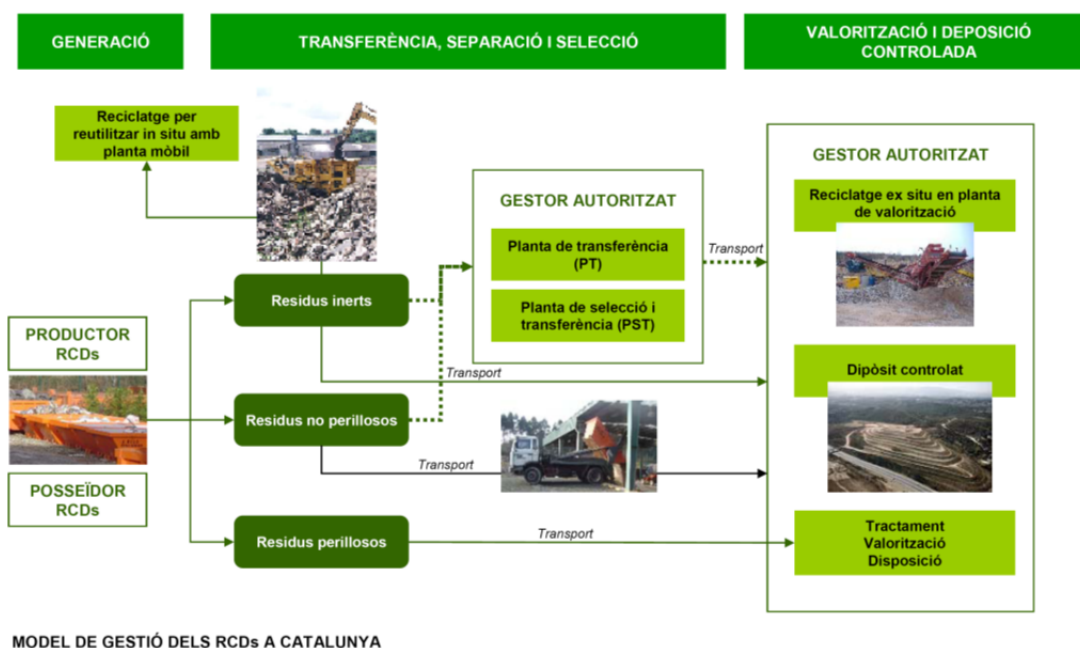 GENERACIÓ
TRANSFERÈNCIA, SEPARACIÓ I SELECCIÓ
VALORITZACIÓ I DEPOSICIÓ
CONTROLADA
Reciclatge per
reutilitzar in situ amb
planta mòbil
GESTOR AUTORITZAT
Planta de transferència
(PT)
Planta de selecció i
transferència (PST)
Transport
GESTOR AUTORITZAT
Reciclatge ex situ en planta
de valorització
Residus inerts
PRODUCTOR
RCDs
Transport
Dipòsit controlat
Residus no perillosos
Transport
POSSEÏDOR
RCDs
Residus perillosos
Transport
Tractament
Valorització
Disposició
MODEL DE GESTIÓ DELS RCDs A CATALUNYA